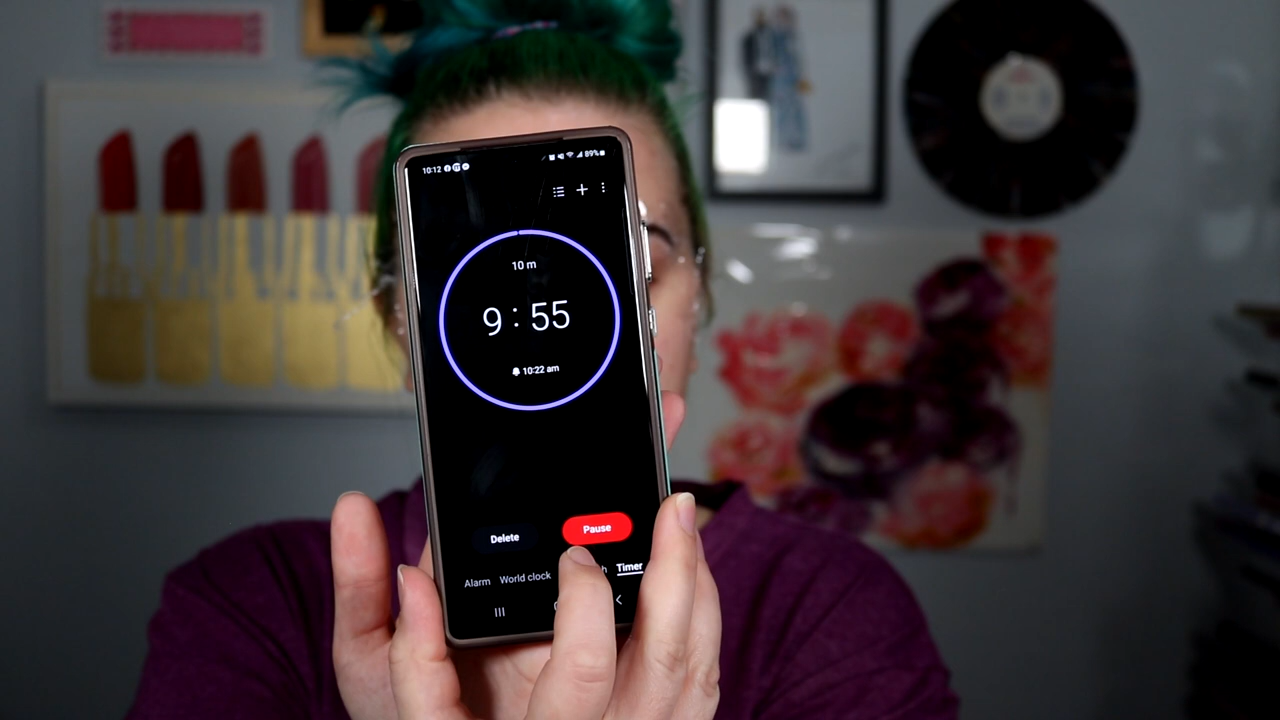 10:12 89%
10 m
9 : 55
10:22 am
Delete Pause
Alarm World clock h Timer